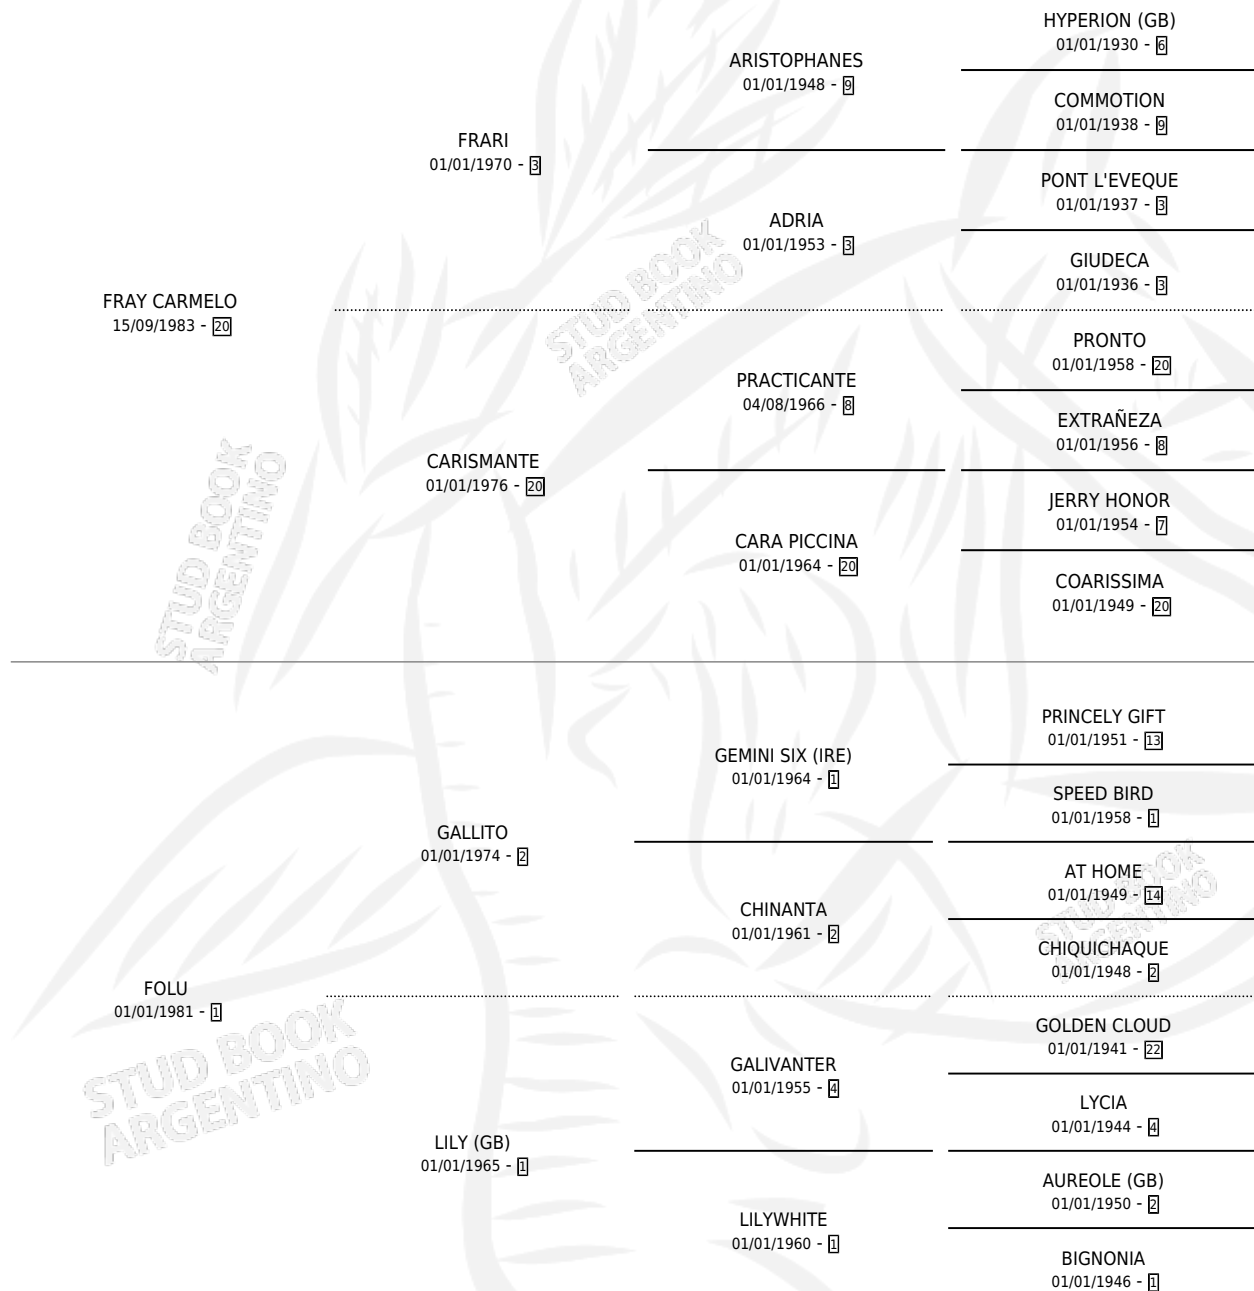 HYPERION (GB)
01/01/1930 - 6
ARISTOPHANES
01/01/1948 - 9
COMMOTION
01/01/1938 - 9
FRARI
01/01/1970 - 3
PONT L'EVEQUE
01/01/1937 - 3
ADRIA
01/01/1953 - 3
GIUDECA
01/01/1936 - 3
FRAY CARMELO
15/09/1983 - 20
PRONTO
01/01/1958 - 20
PRACTICANTE
04/08/1966 - 8
EXTRAÑEZA
01/01/1956 - 8
CARISMANTE
01/01/1976 - 20
JERRY HONOR
01/01/1954 - 7
CARA PICCINA
01/01/1964 - 20
COARISSIMA
01/01/1949 - 20
PRINCELY GIFT
01/01/1951 - 13
GEMINI SIX (IRE)
01/01/1964 - 1
SPEED BIRD
01/01/1958 - 1
GALLITO
01/01/1974 - 2
AT HOME
01/01/1949 - 14
CHINANTA
01/01/1961 - 2
CHIQUICHAQUE
01/01/1948 - 2
FOLU
01/01/1981 - 1
GOLDEN CLOUD
01/01/1941 - 22
GALIVANTER
01/01/1955 - 4
LYCIA
01/01/1944 - 4
LILY (GB)
01/01/1965 - 1
AUREOLE (GB)
01/01/1950 - 2
LILYWHITE
01/01/1960 - 1
BIGNONIA
01/01/1946 - 1
STUD BOOK
ARGENTINO
STUD BOOK
ARGENTINO
STUD BOOK
ARGENTINO
STUD BOOK
ARGENTINO